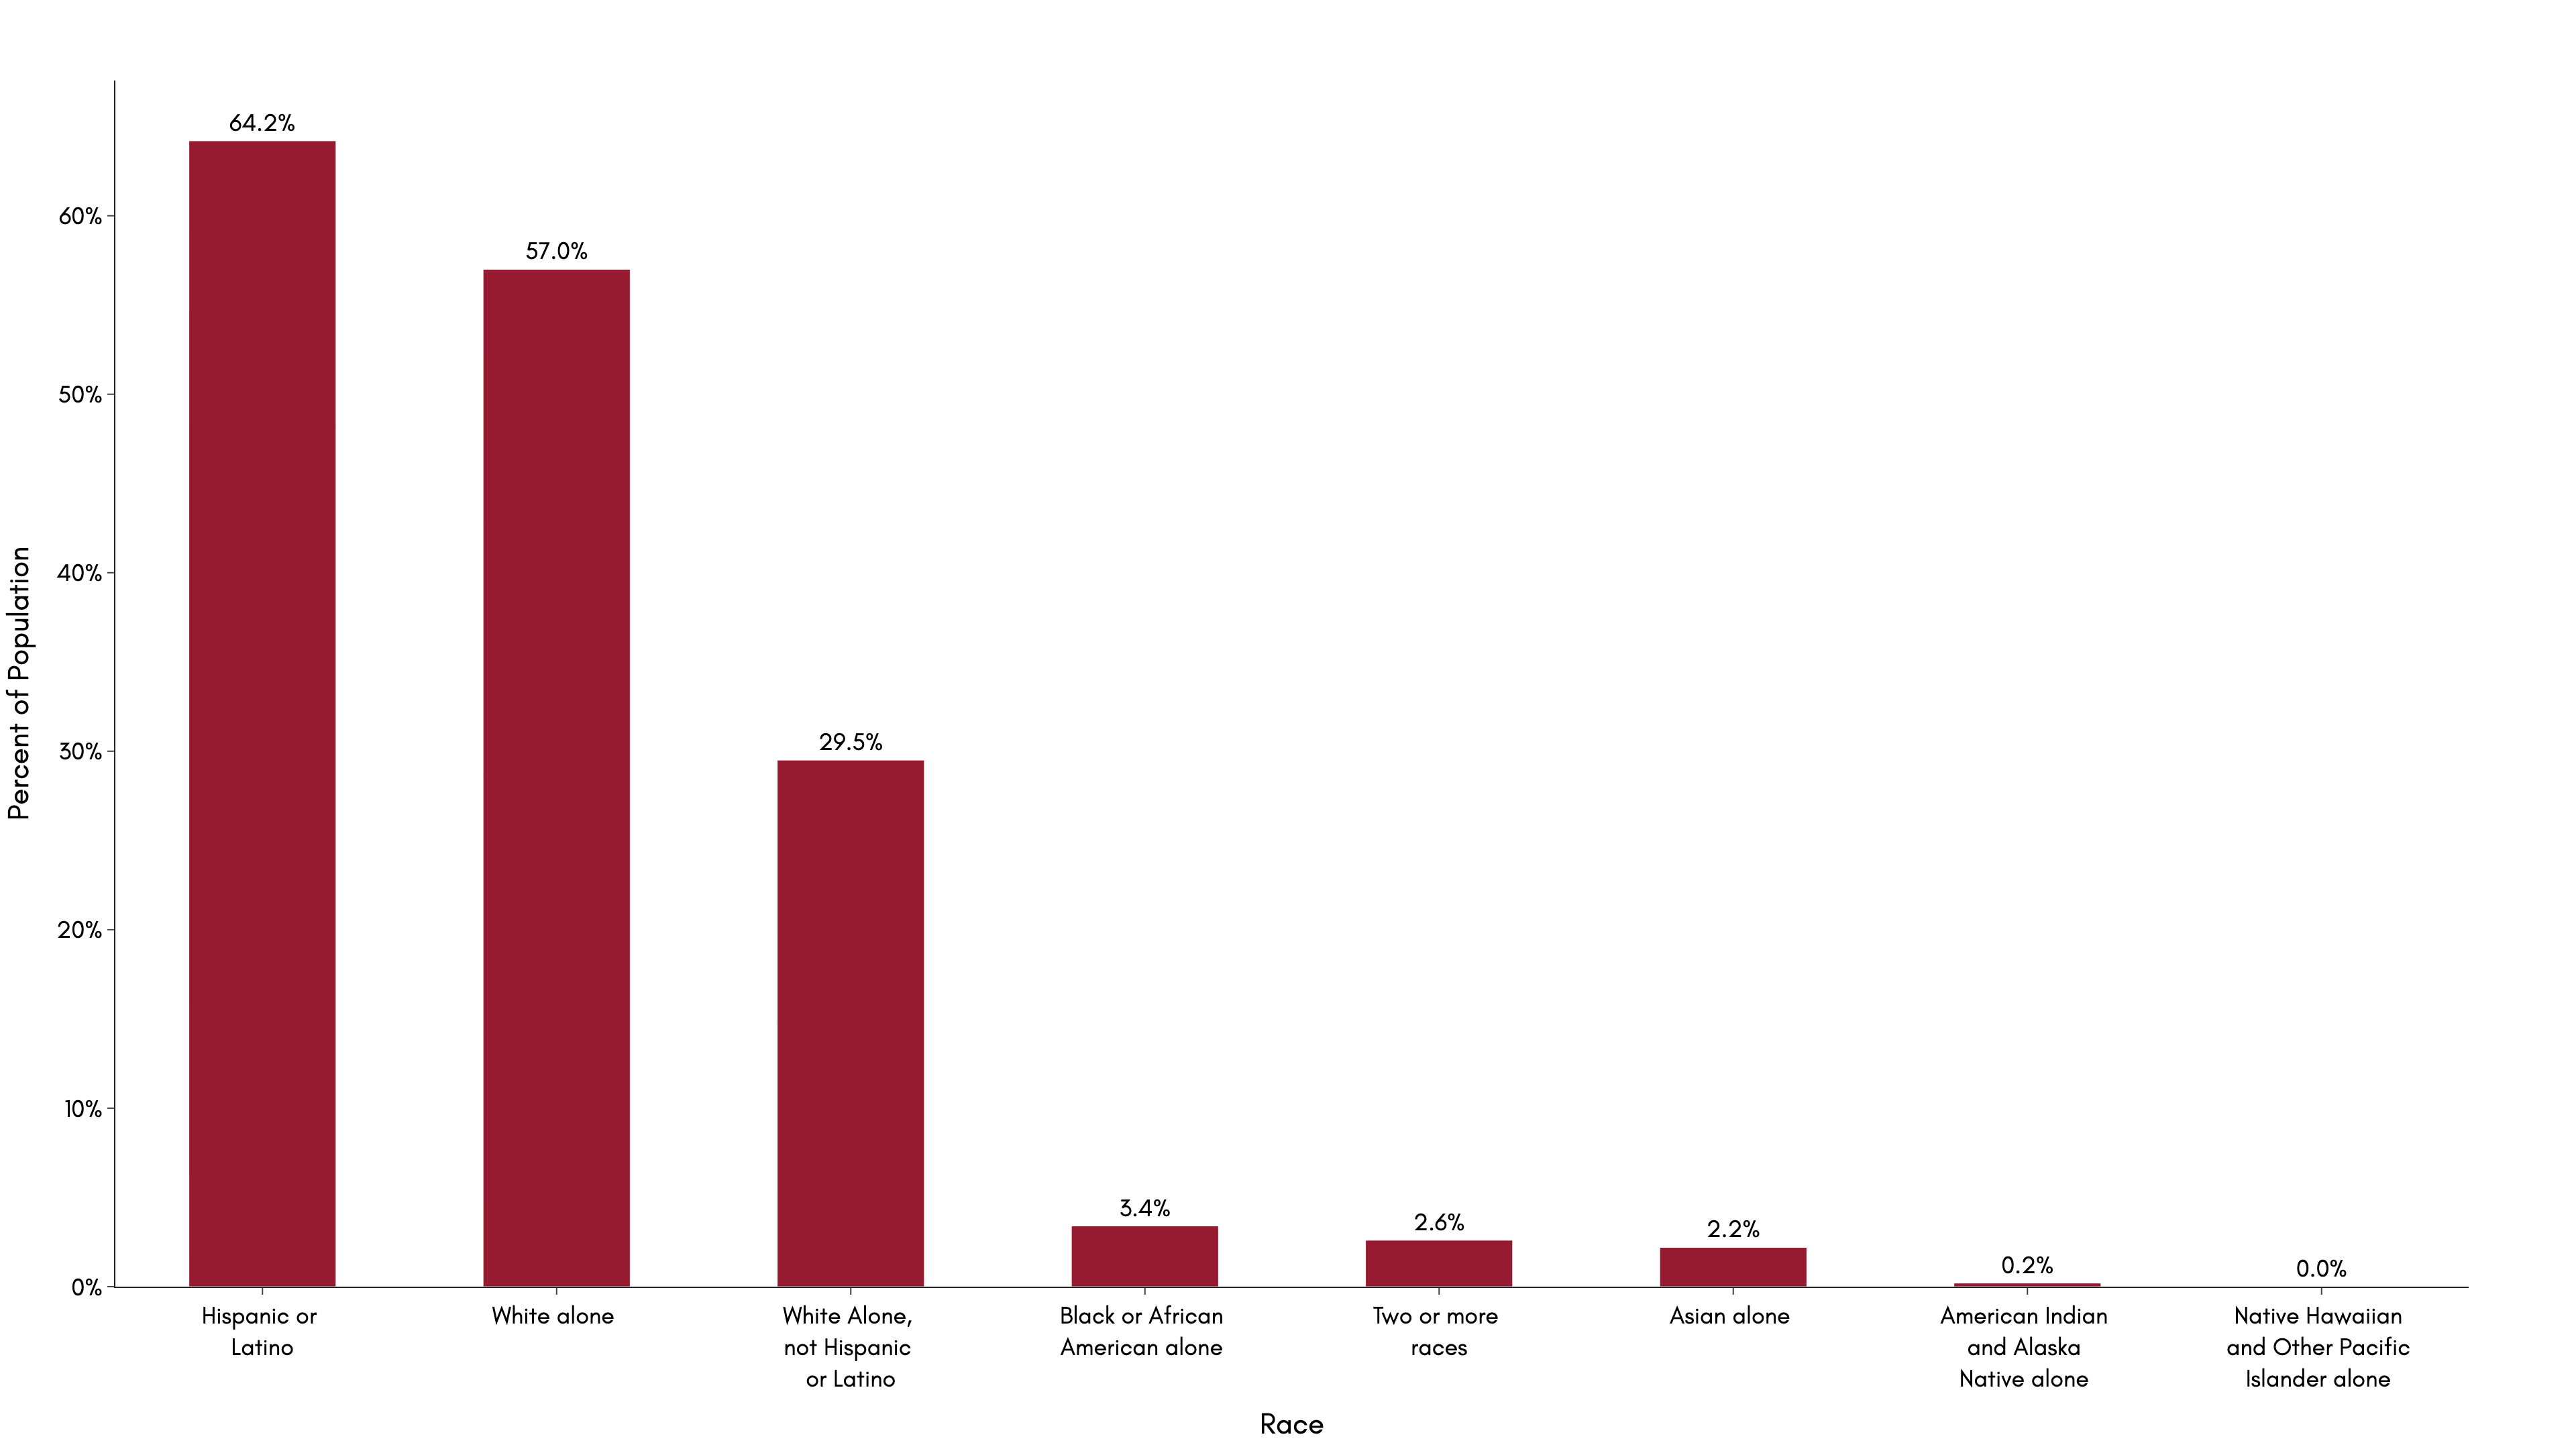 64.2%
57.0%
29.5%
3.4%
2.6%
2.2%
0.2%
0.0%
60%
50%
40%
30%
20%
10%
0%
Percent of Population
Hispanic or
Latino
White alone
White Alone,
not Hispanic
or Latino
Black or African
American alone
Two or more
races
Asian alone
American Indian
and Alaska
Native alone
Native Hawaiian
and Other Pacific
Islander alone
Race